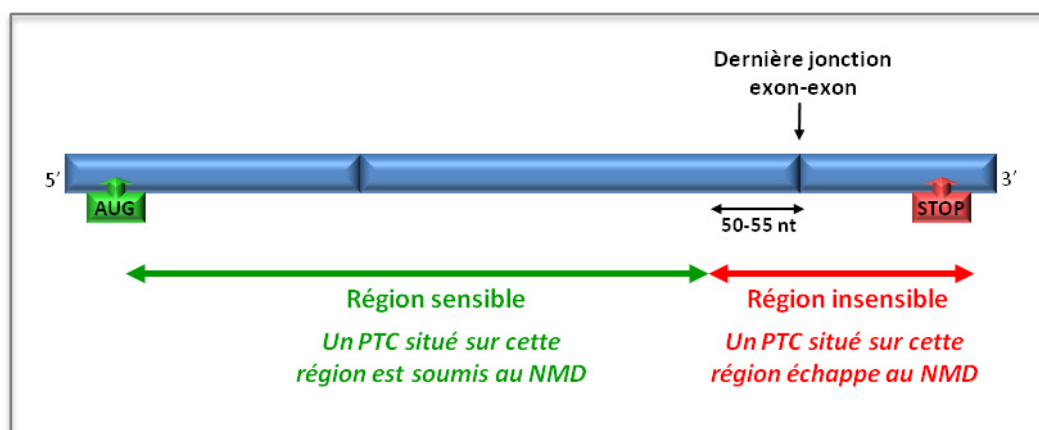 Dernière jonction
exon-exon
5′
3′
AUG
STOP
50-55 nt
Région sensible
Région insensible
Un PTC situé sur cette
région est soumis au NMD
Un PTC situé sur cette
région échappe au NMD